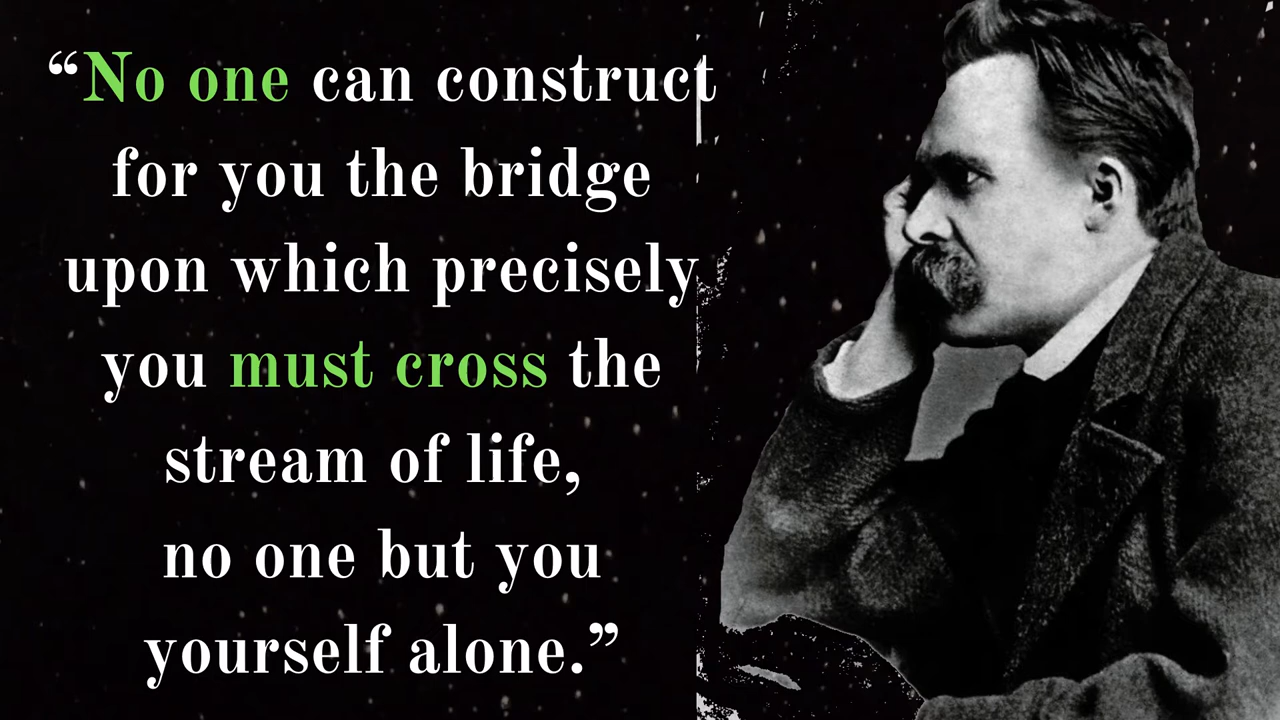 “No one can construct
for you the bridge
upon which precisely
you must cross the
stream of life,
no one but you
yourself alone.”